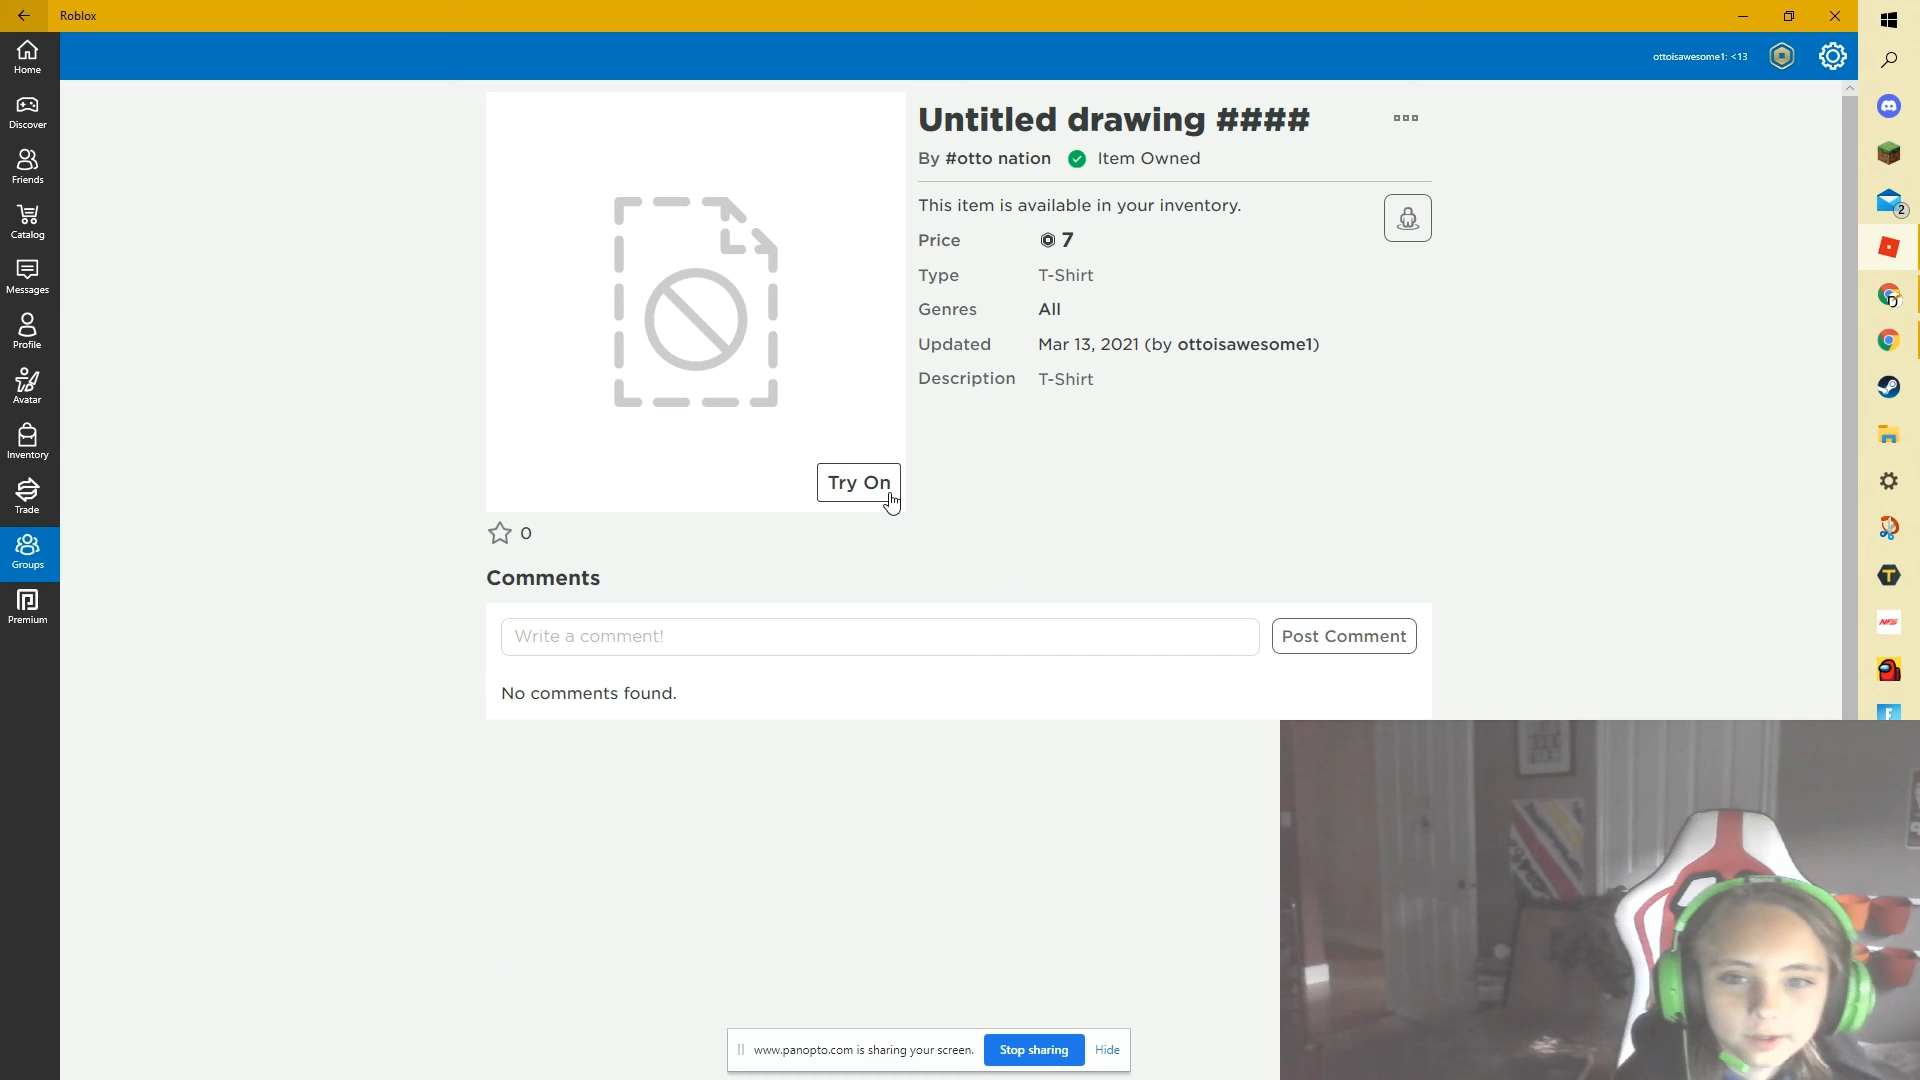 Roblox
Home
Discover
Friends
Catalog
Messages
Profile
Avatar
Inventory
Trade
Groups
Premium
ottoisawesome1: <13
Untitled drawing ####
By #otto nation Item Owned
This item is available in your inventory.
Price 7
Type T-Shirt
Genres All
Updated Mar 13, 2021 (by ottoisawesome1)
Description T-Shirt
Try On
0
Comments
Write a comment!
Post Comment
No comments found.
www.panopto.com is sharing your screen.
Stop sharing
Hide
2
D
T
NFS